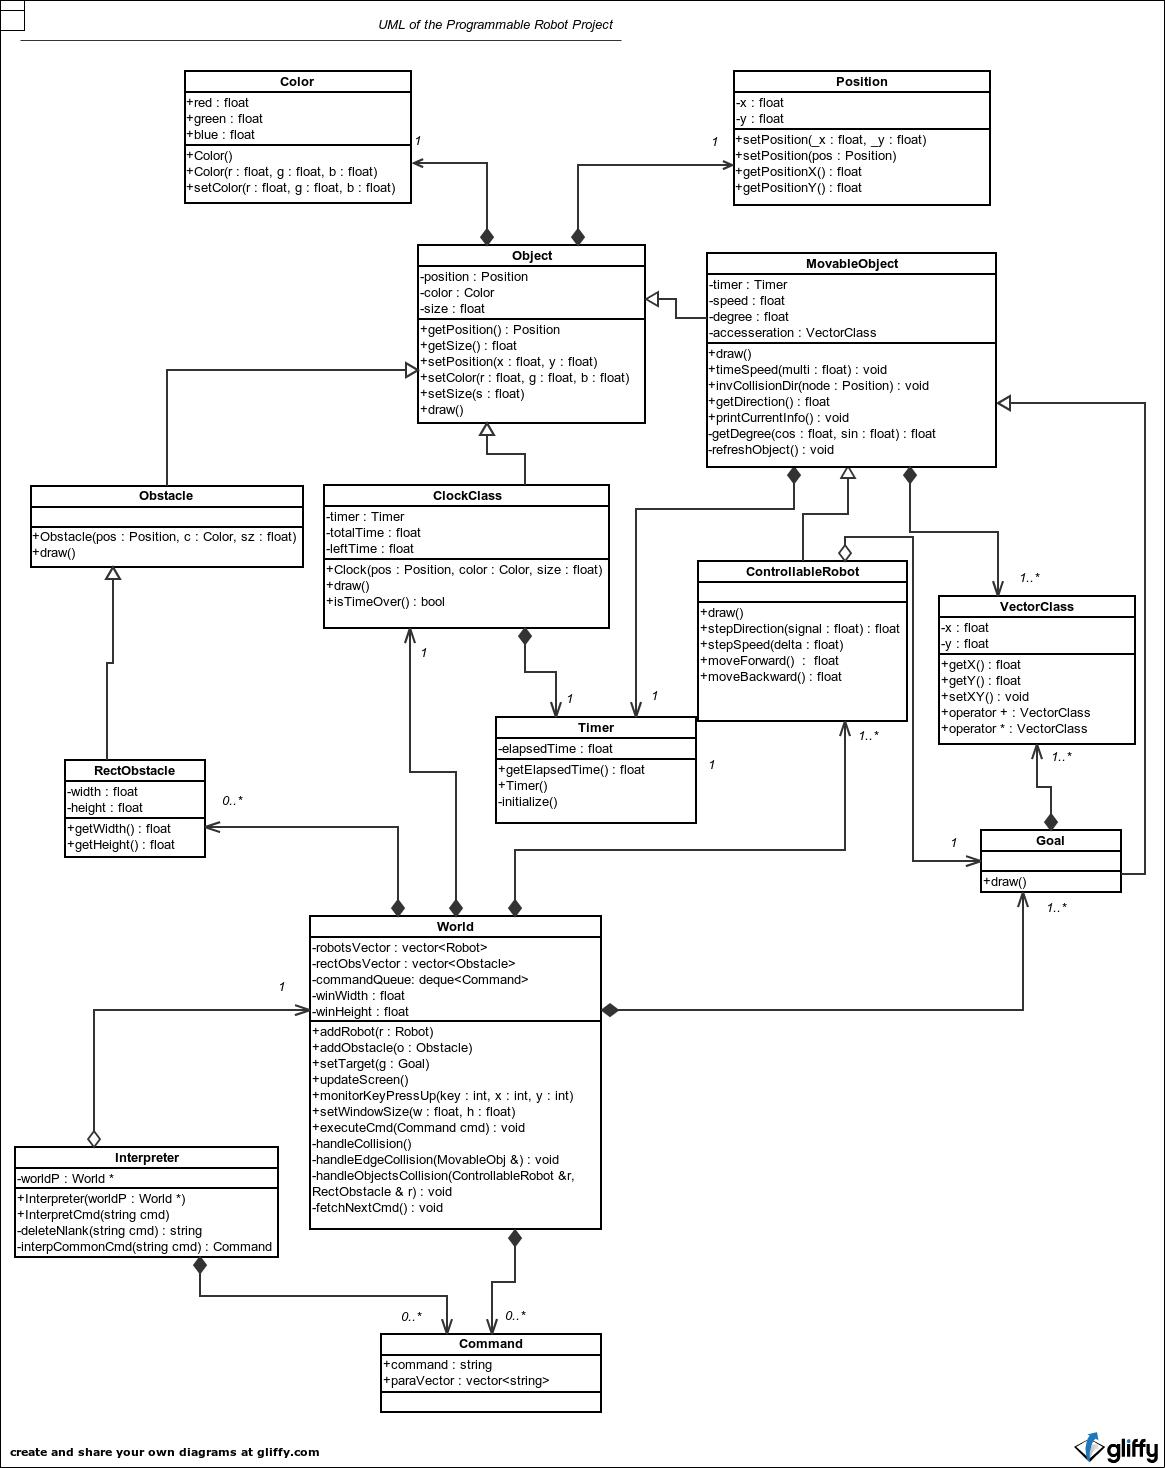 UML of the Programmable Robot Project
Color
+red : float
+green : float
+blue : float
+Color()
+Color(r : float, g : float, b : float)
+setColor(r : float, g : float, b : float)
1
Position
-x : float
-y : float
+setPosition(_x : float, _y : float)
+setPosition(pos : Position)
+getPositionX() : float
+getPositionY() : float
1
Object
-position : Position
-color : Color
-size : float
+getPosition() : Position
+getSize() : float
+setPosition(x : float, y : float)
+setColor(r : float, g : float, b : float)
+setSize(s : float)
+draw()
MovableObject
-timer : Timer
-speed : float
-degree : float
-accesseration : VectorClass
+draw()
+timeSpeed(multi : float) : void
+invCollisionDir(node : Position) : void
+getDirection() : float
+printCurrentInfo() : void
-getDegree(cos : float, sin : float) : float
-refreshObject() : void
Obstacle
+Obstacle(pos : Position, c : Color, sz : float)
+draw()
ClockClass
-timer : Timer
-totalTime : float
-leftTime : float
+Clock(pos : Position, color : Color, size : float)
+draw()
+isTimeOver() : bool
1
ControllableRobot
+draw()
+stepDirection(signal : float) : float
+stepSpeed(delta : float)
+moveForward() : float
+moveBackward() : float
1..*
1..*
VectorClass
-x : float
-y : float
+getX() : float
+getY() : float
+setXY() : void
+operator + : VectorClass
+operator * : VectorClass
1..*
1
1
Timer
-elapsedTime : float
+getElapsedTime() : float
+Timer()
-initialize()
1
RectObstacle
-width : float
-height : float
+getWidth() : float
+getHeight() : float
0..*
1
Goal
+draw()
1..*
World
-robotsVector : vector<Robot>
-rectObsVector : vector<Obstacle>
-commandQueue: deque<Command>
-winWidth : float
-winHeight : float
+addRobot(r : Robot)
+addObstacle(o : Obstacle)
+setTarget(g : Goal)
+updateScreen()
+monitorKeyPressUp(key : int, x : int, y : int)
+setWindowSize(w : float, h : float)
+executeCmd(Command cmd) : void
-handleCollision()
-handleEdgeCollision(MovableObj &) : void
-handleObjectsCollision(ControllableRobot &r,
RectObstacle & r) : void
-fetchNextCmd() : void
1
Interpreter
-worldP : World *
+Interpreter(worldP : World *)
+InterpretCmd(string cmd)
-deleteNlank(string cmd) : string
-interpCommonCmd(string cmd) : Command
0..*
0..*
Command
+command : string
+paraVector : vector<string>
create and share your own diagrams at gliffy.com
gliffy